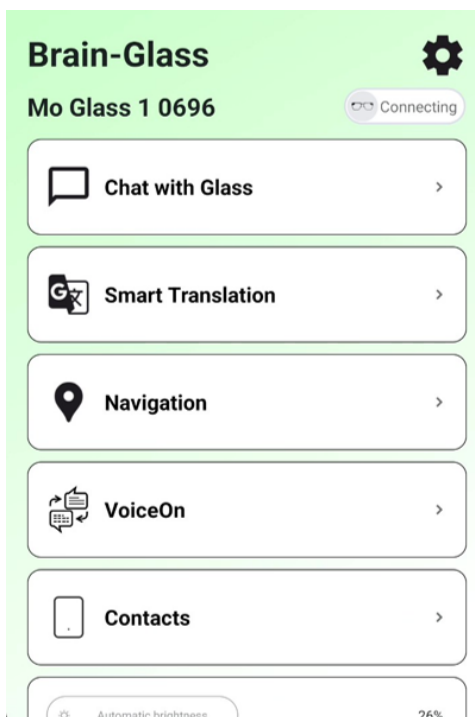 Brain-Glass
Mo Glass 1 0696
Connecting
Chat with Glass
Smart Translation
Navigation
VoiceOn
Contacts
Automatic brightness 26%